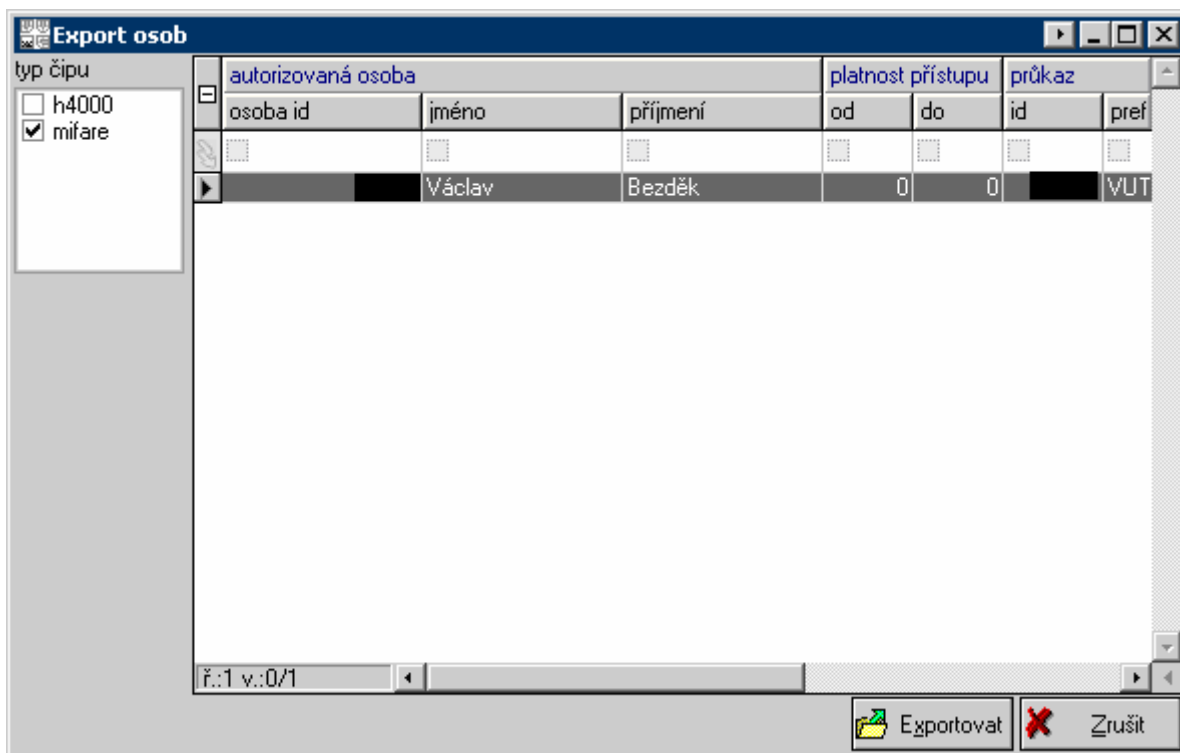 Export osob
typ čipu
h4000
mifare
autorizovaná osoba platnost přístupu průkaz
osoba id jméno příjmení od do id pref
Václav Bezděk 0 0 VUT
ř.:1 v.:0/1
Exportovat Zrušit